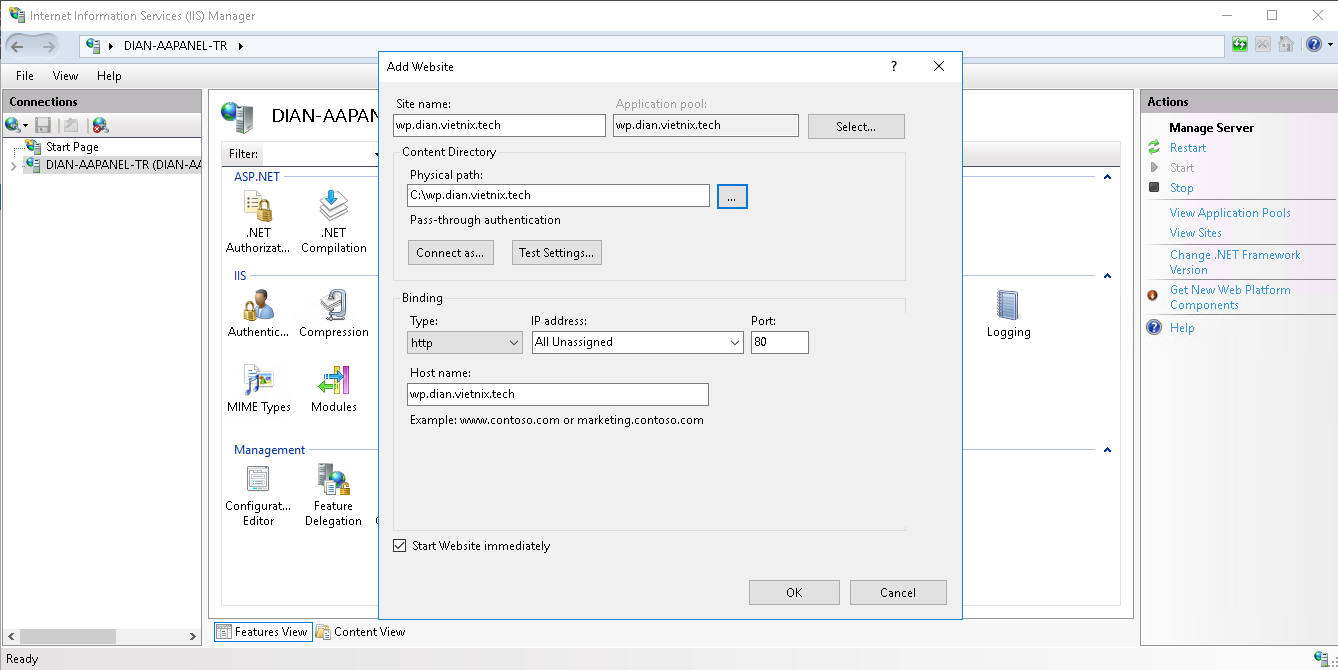 Internet Information Services (IIS) Manager
DIAN-AAPANEL-TR
File View Help
Connections
Start Page
DIAN-AAPANEL-TR (DIAN-AA
DIAN-AAPAN
Filter:
ASP.NET
.NET Authorizat...
.NET Compilation
IIS
Authentic...
Compression
Logging
MIME Types
Modules
Management
Configurat... Editor
Feature Delegation
Features View
Content View
Add Website
?
Site name:
wp.dian.vietnix.tech
Application pool:
wp.dian.vietnix.tech
Select...
Content Directory
Physical path:
C:\wp.dian.vietnix.tech
...
Pass-through authentication
Connect as...
Test Settings...
Binding
Type:
http
IP address:
All Unassigned
Port:
80
Host name:
wp.dian.vietnix.tech
Example: www.contoso.com or marketing.contoso.com
Start Website immediately
OK
Cancel
Actions
Manage Server
Restart
Start
Stop
View Application Pools
View Sites
Change .NET Framework
Version
Get New Web Platform
Components
Help
Ready